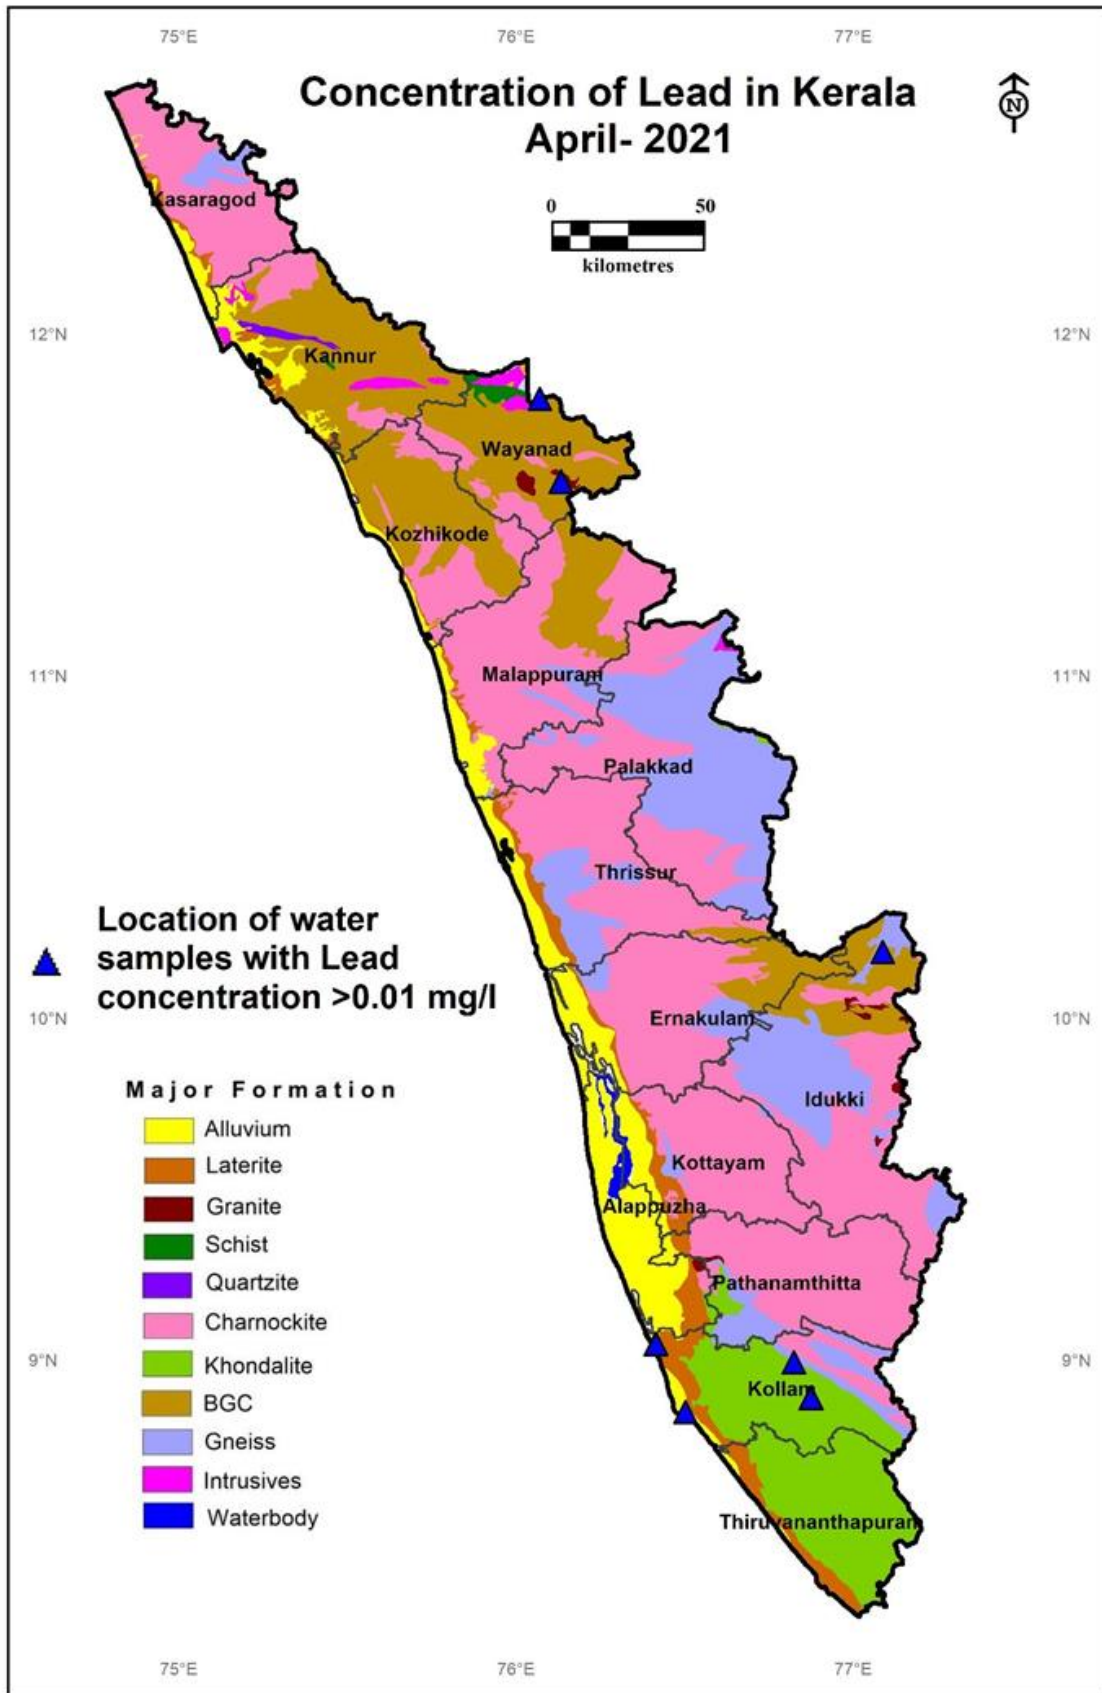 75°E 76°E 77°E
Concentration of Lead in Kerala
April- 2021
N
0 50
kilometres
Kasaragod
12°N 12°N
Kannur
Wayanad
Kozhikode
11°N 11°N
Malappuram
Palakkad
Thrissur
Location of water
samples with Lead
concentration >0.01 mg/l
10°N 10°N
Ernakulam
Idukki
Kottayam
Alappuzha
Pathanamthitta
Major Formation
Alluvium
Laterite
Granite
Schist
Quartzite
Charnockite
Khondalite
BGC
Gneiss
Intrusives
Waterbody
9°N 9°N
Kollam
Thiruvananthapuram
75°E 76°E 77°E